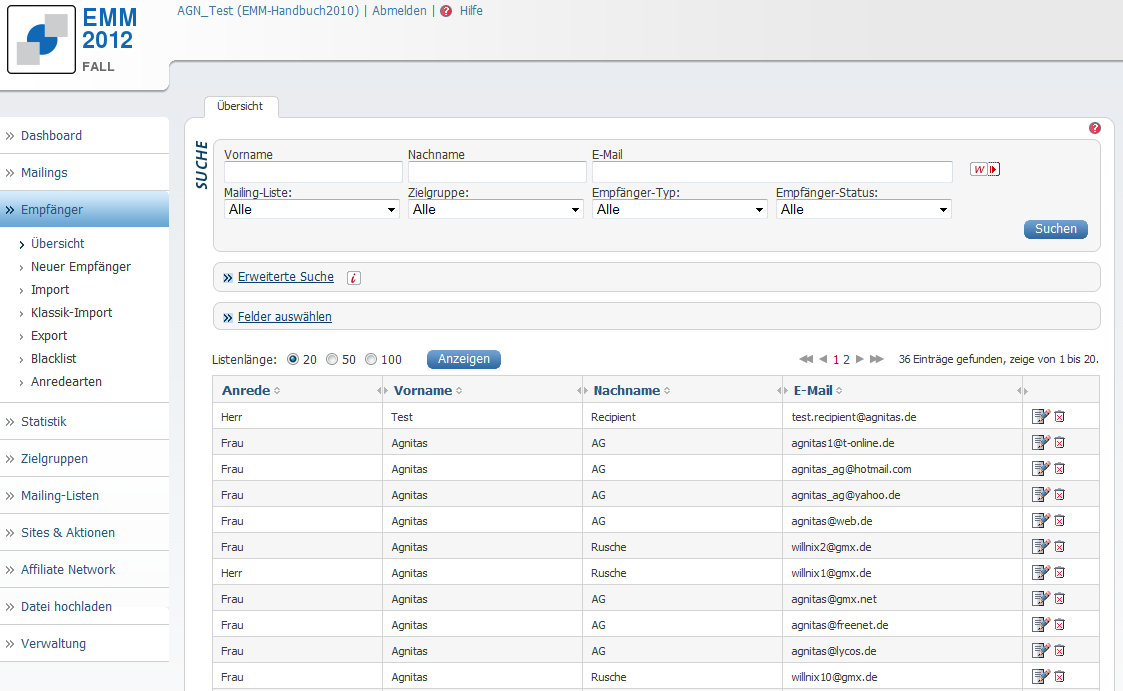 EMM
2012
FALL
AGN_Test (EMM-Handbuch2010) | Abmelden | ? Hilfe
Dashboard
Mailings
Empfänger
Übersicht
Neuer Empfänger
Import
Klassik-Import
Export
Blacklist
Anredearten
Statistik
Zielgruppen
Mailing-Listen
Sites & Aktionen
Affiliate Network
Datei hochladen
Verwaltung
Übersicht
?
SUCHE
Vorname Nachname E-Mail
W
Mailing-Liste: Zielgruppe: Empfänger-Typ: Empfänger-Status:
Alle Alle Alle Alle
Suchen
Erweiterte Suche i
Felder auswählen
Listenlänge: 20 50 100 Anzeigen 1 2 36 Einträge gefunden, zeige von 1 bis 20.
Anrede Vorname Nachname E-Mail
Herr Test Recipient test.recipient@agnitas.de
Frau Agnitas AG agnitas1@t-online.de
Frau Agnitas AG agnitas_ag@hotmail.com
Frau Agnitas AG agnitas_ag@yahoo.de
Frau Agnitas AG agnitas@web.de
Frau Agnitas Rusche willnix2@gmx.de
Herr Agnitas Rusche willnix1@gmx.de
Frau Agnitas AG agnitas@gmx.net
Frau Agnitas AG agnitas@freenet.de
Frau Agnitas AG agnitas@lycos.de
Frau Agnitas Rusche willnix10@gmx.de